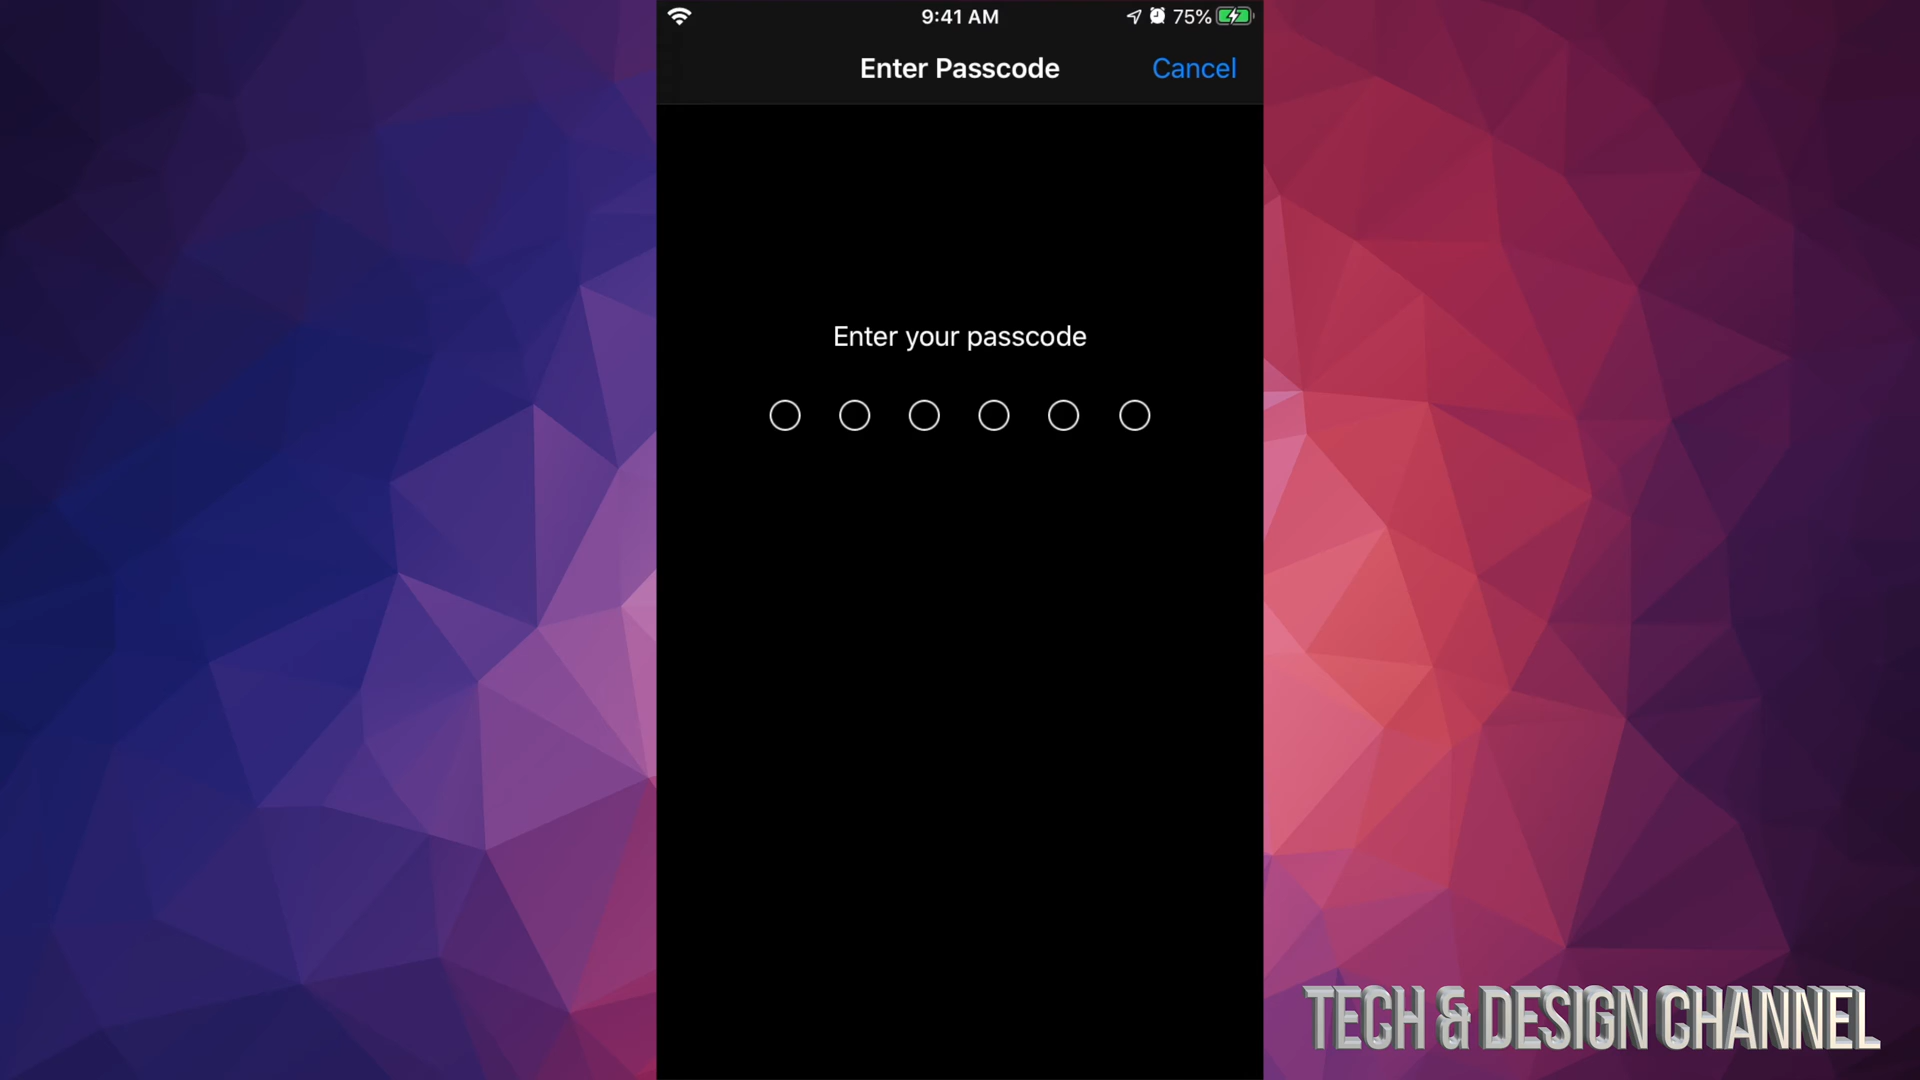 9:41 AM
75%
Enter Passcode
Cancel
Enter your passcode
TECH & DESIGN CHANNEL